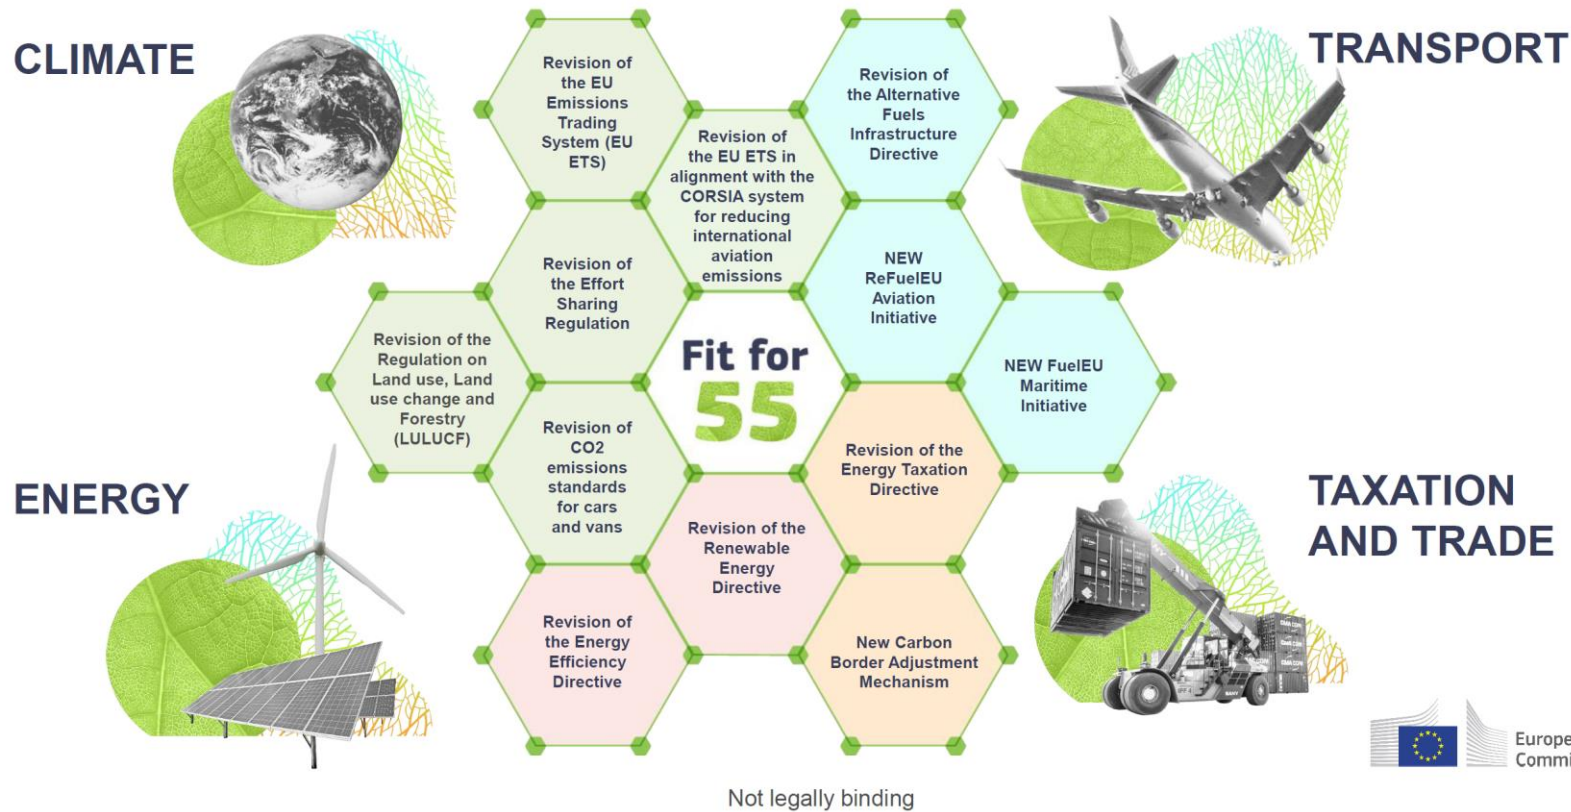 CLIMATE
TRANSPORT
ENERGY
TAXATION
AND TRADE
Revision of
the EU
Emissions
Trading
System (EU
ETS)
Revision of
the EU ETS in
alignment with the
CORSIA system
for reducing
international
aviation
emissions
Revision of
the Alternative
Fuels
Infrastructure
Directive
Revision of
the Effort
Sharing
Regulation
NEW
ReFuelEU
Aviation
Initiative
Revision of the
Regulation on
Land use, Land
use change and
Forestry
(LULUCF)
Fit for
55
NEW FuelEU
Maritime
Initiative
Revision of
CO2
emissions
standards
for cars
and vans
Revision of the
Energy Taxation
Directive
Revision of the
Renewable
Energy
Directive
Revision of
the Energy
Efficiency
Directive
New Carbon
Border Adjustment
Mechanism
SANY
Europe
Commi
Not legally binding